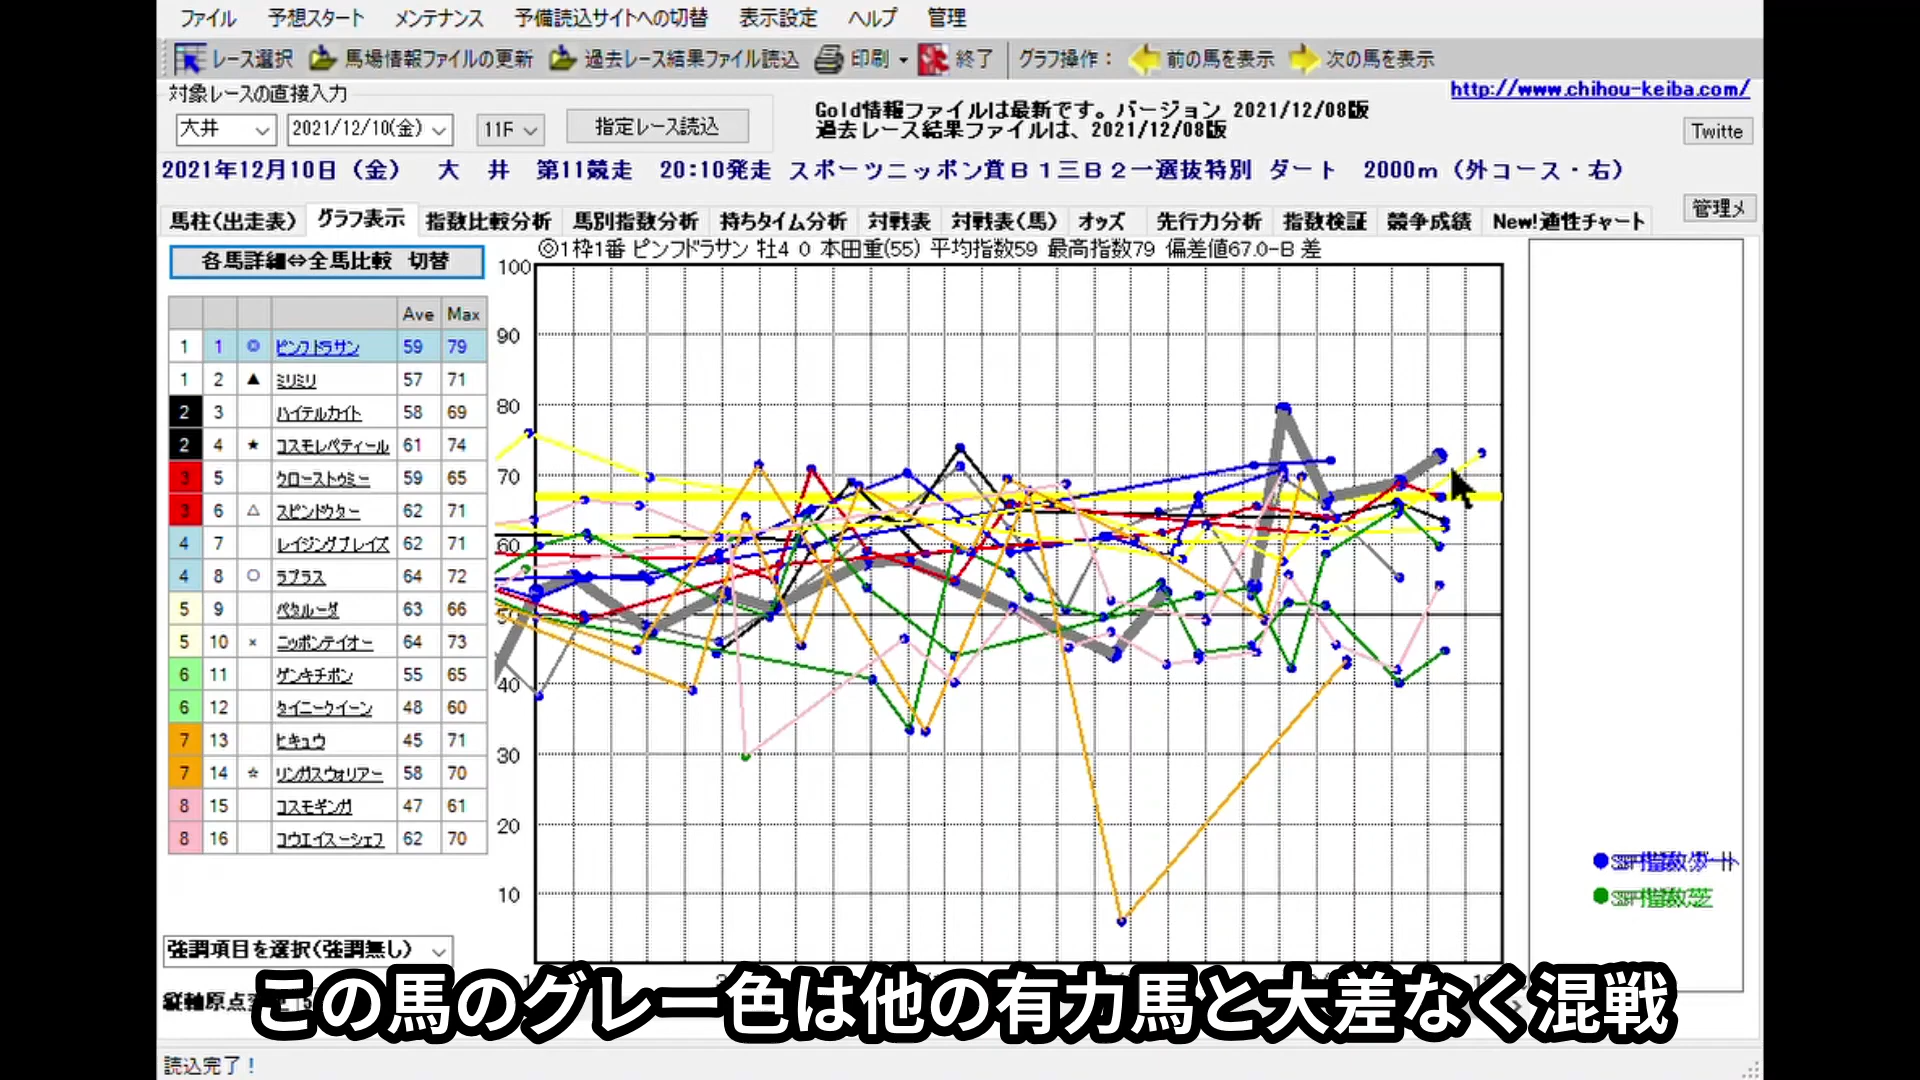 ファイル 予想スタート メンテナンス 予備読込サイトへの切替 表示設定 ヘルプ 管理
レース選択 馬場情報ファイルの更新 過去レース結果ファイル読込 印刷 終了 グラフ操作： 前の馬を表示 次の馬を表示
対象レースの直接入力
http://www.chihou-keiba.com/
大井 2021/12/10(金) 11R 指定レース読込
Gold情報ファイルは最新です。バージョン 2021/12/08版
過去レース結果ファイルは、2021/12/08版
Twitte
2021年12月10日（金） 大 井 第11競走 20:10発走 スポーツニッポン賞Ｂ１三Ｂ２一選抜特別 ダート 2000m（外コース・右）
管理メ
馬柱(出走表) グラフ表示 指数比較分析 馬別指数分析 持ちタイム分析 対戦表 対戦表(馬) オッズ 先行力分析 指数検証 競争成績 New!適性チャート
各馬詳細⇔全馬比較 切替
◎1枠1番 ピンフドラサン 牡4 0 本田重(55) 平均指数59 最高指数79 偏差値67.0-B 差
Ave Max
1 1 ◎ ピンフドラサン 59 79
1 2 ▲ ミリミリ 57 71
2 3 ハイテルカイト 58 69
2 4 ★ コスモレペティール 61 74
3 5 クローストゥミー 59 65
3 6 △ スピンドクター 62 71
4 7 レイジングブレイズ 62 71
4 8 ○ ラプラス 64 72
5 9 ペルルーダ 63 66
5 10 × ニッポンテイオー 64 73
6 11 ゲンキチボン 55 65
6 12 タイニークイーン 48 60
7 13 ヒキュウ 45 71
7 14 ☆ リンガスウォリアー 58 70
8 15 コスモギンガ 47 61
8 16 コウエイスーシェフ 62 70
100
90
80
70
60
50
40
30
20
10
強調項目を選択(強調無し)
この馬のグレー色は他の有力馬と大差なく混戦
読込完了！